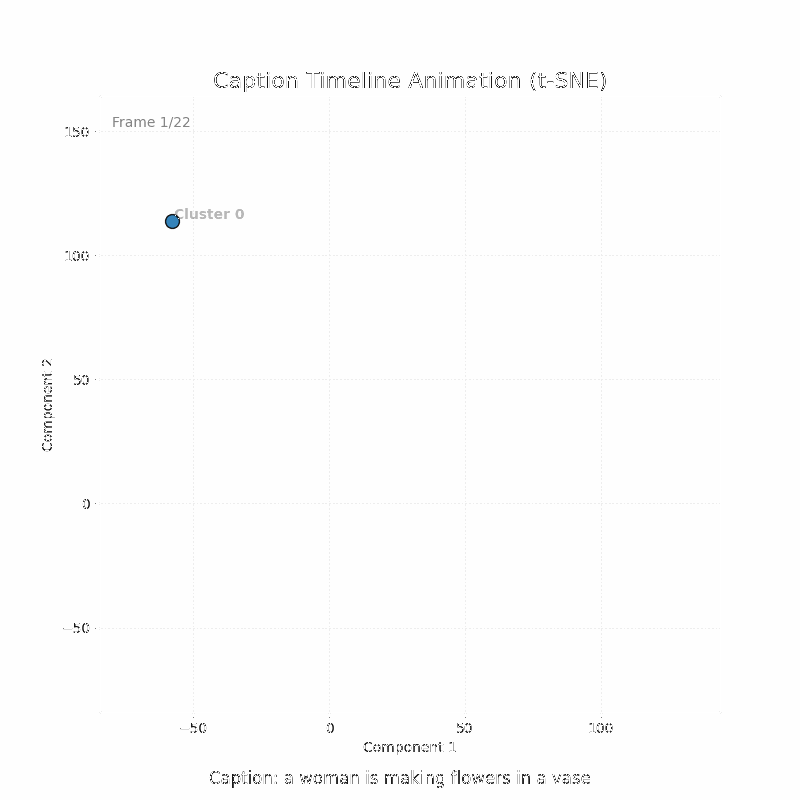 Caption Timeline Animation (t-SNE)
Frame 1/22
150
Cluster 0
100
50
0
−50
Component 2
−50 0 50 100
Component 1
Caption: a woman is making flowers in a vase